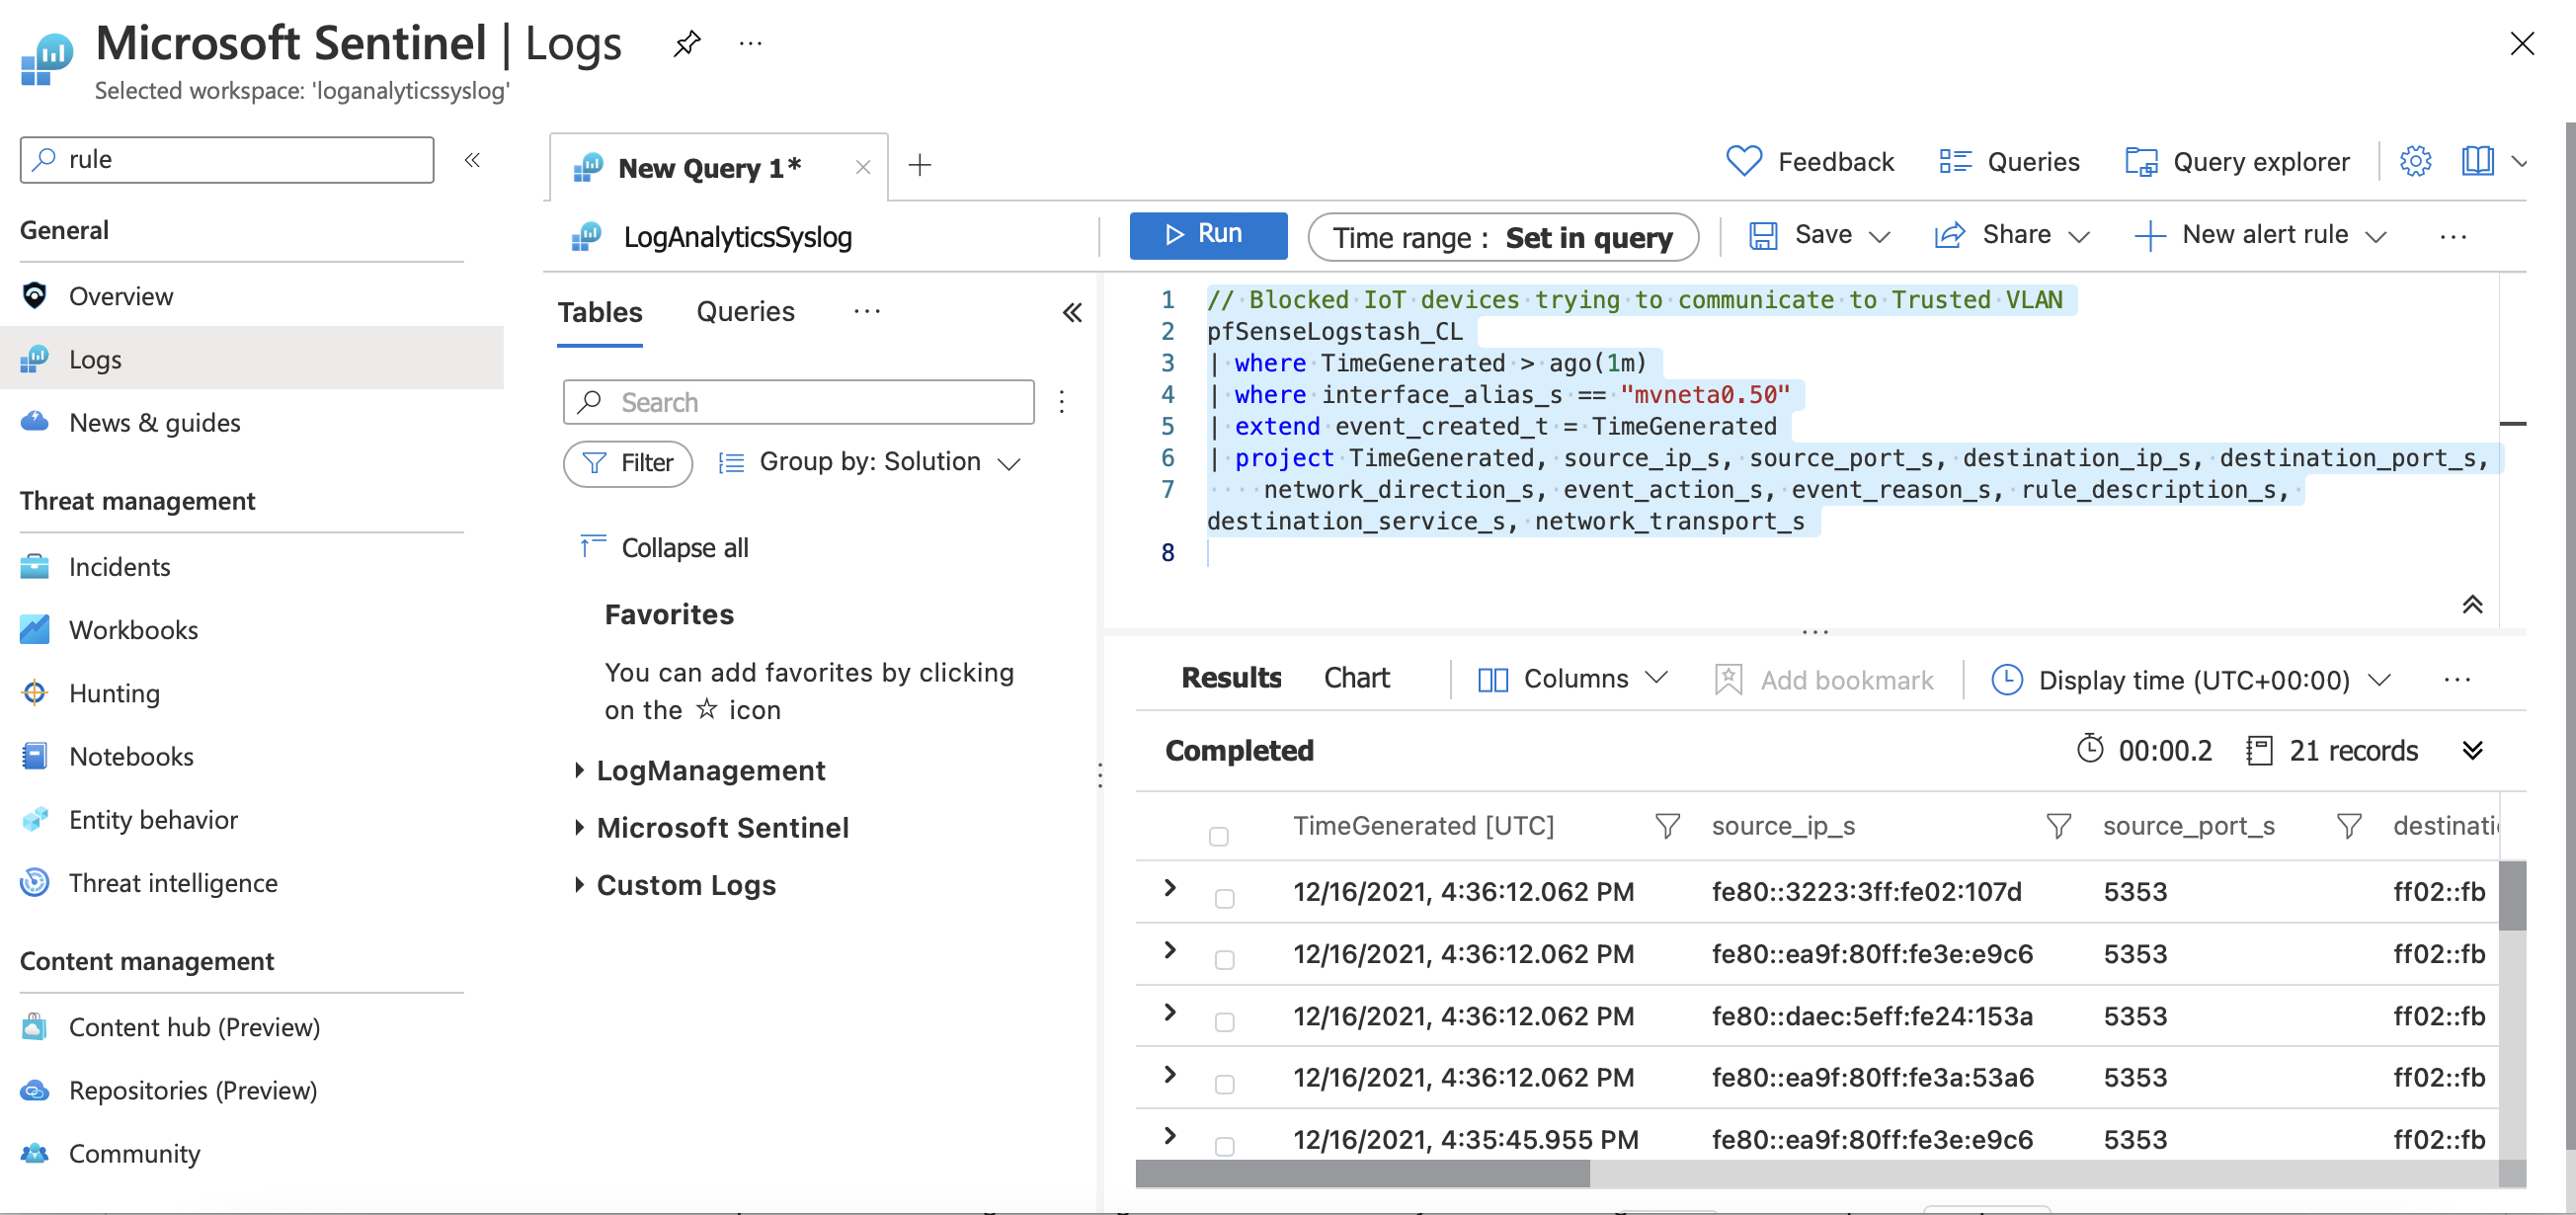 Microsoft Sentinel | Logs
Selected workspace: 'loganalyticssyslog'
rule
General
Overview
Logs
News & guides
Threat management
Incidents
Workbooks
Hunting
Notebooks
Entity behavior
Threat intelligence
Content management
Content hub (Preview)
Repositories (Preview)
Community
New Query 1*
Feedback
Queries
Query explorer
LogAnalyticsSyslog
Run
Time range : Set in query
Save
Share
New alert rule
Tables Queries
Search
Filter
Group by: Solution
Collapse all
Favorites
You can add favorites by clicking
on the ☆ icon
LogManagement
Microsoft Sentinel
Custom Logs
1 // Blocked IoT devices trying to communicate to Trusted VLAN
2 pfSenseLogstash_CL
3 | where TimeGenerated > ago(1m)
4 | where interface_alias_s == "mvneta0.50"
5 | extend event_created_t = TimeGenerated
6 | project TimeGenerated, source_ip_s, source_port_s, destination_ip_s, destination_port_s,
7 network_direction_s, event_action_s, event_reason_s, rule_description_s,
destination_service_s, network_transport_s
8
Results Chart Columns Add bookmark Display time (UTC+00:00)
Completed 00:00.2 21 records
TimeGenerated [UTC] source_ip_s source_port_s destinati
12/16/2021, 4:36:12.062 PM fe80::3223:3ff:fe02:107d 5353 ff02::fb
12/16/2021, 4:36:12.062 PM fe80::ea9f:80ff:fe3e:e9c6 5353 ff02::fb
12/16/2021, 4:36:12.062 PM fe80::daec:5eff:fe24:153a 5353 ff02::fb
12/16/2021, 4:36:12.062 PM fe80::ea9f:80ff:fe3a:53a6 5353 ff02::fb
12/16/2021, 4:35:45.955 PM fe80::ea9f:80ff:fe3e:e9c6 5353 ff02::fb